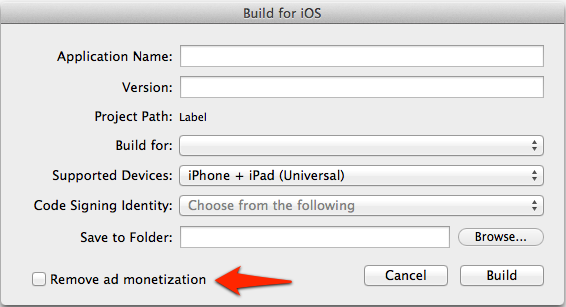 Build for iOS
Application Name:
Version:
Project Path: Label
Build for:
Supported Devices: iPhone + iPad (Universal)
Code Signing Identity: Choose from the following
Save to Folder: Browse...
Remove ad monetization Cancel Build